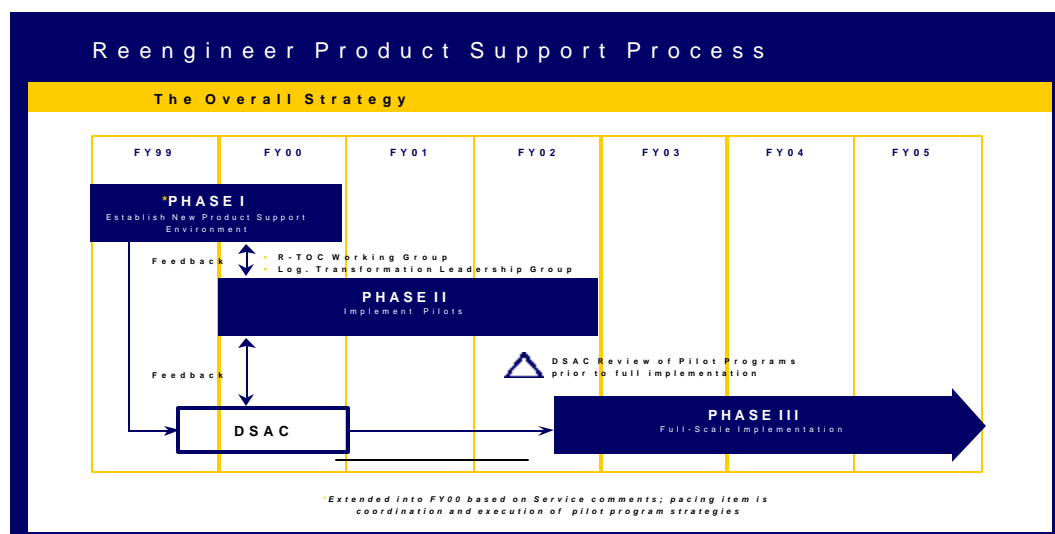 Reengineer Product Support Process
The Overall Strategy
FY99 FY00 FY01 FY02 FY03 FY04 FY05
*PHASE I
Establish New Product Support
Environment
Feedback
• R-TOC Working Group
• Log. Transformation Leadership Group
PHASE II
Implement Pilots
DSAC Review of Pilot Programs
prior to full implementation
Feedback
DSAC
PHASE III
Full-Scale Implementation
*Extended into FY00 based on Service comments; pacing item is
coordination and execution of pilot program strategies